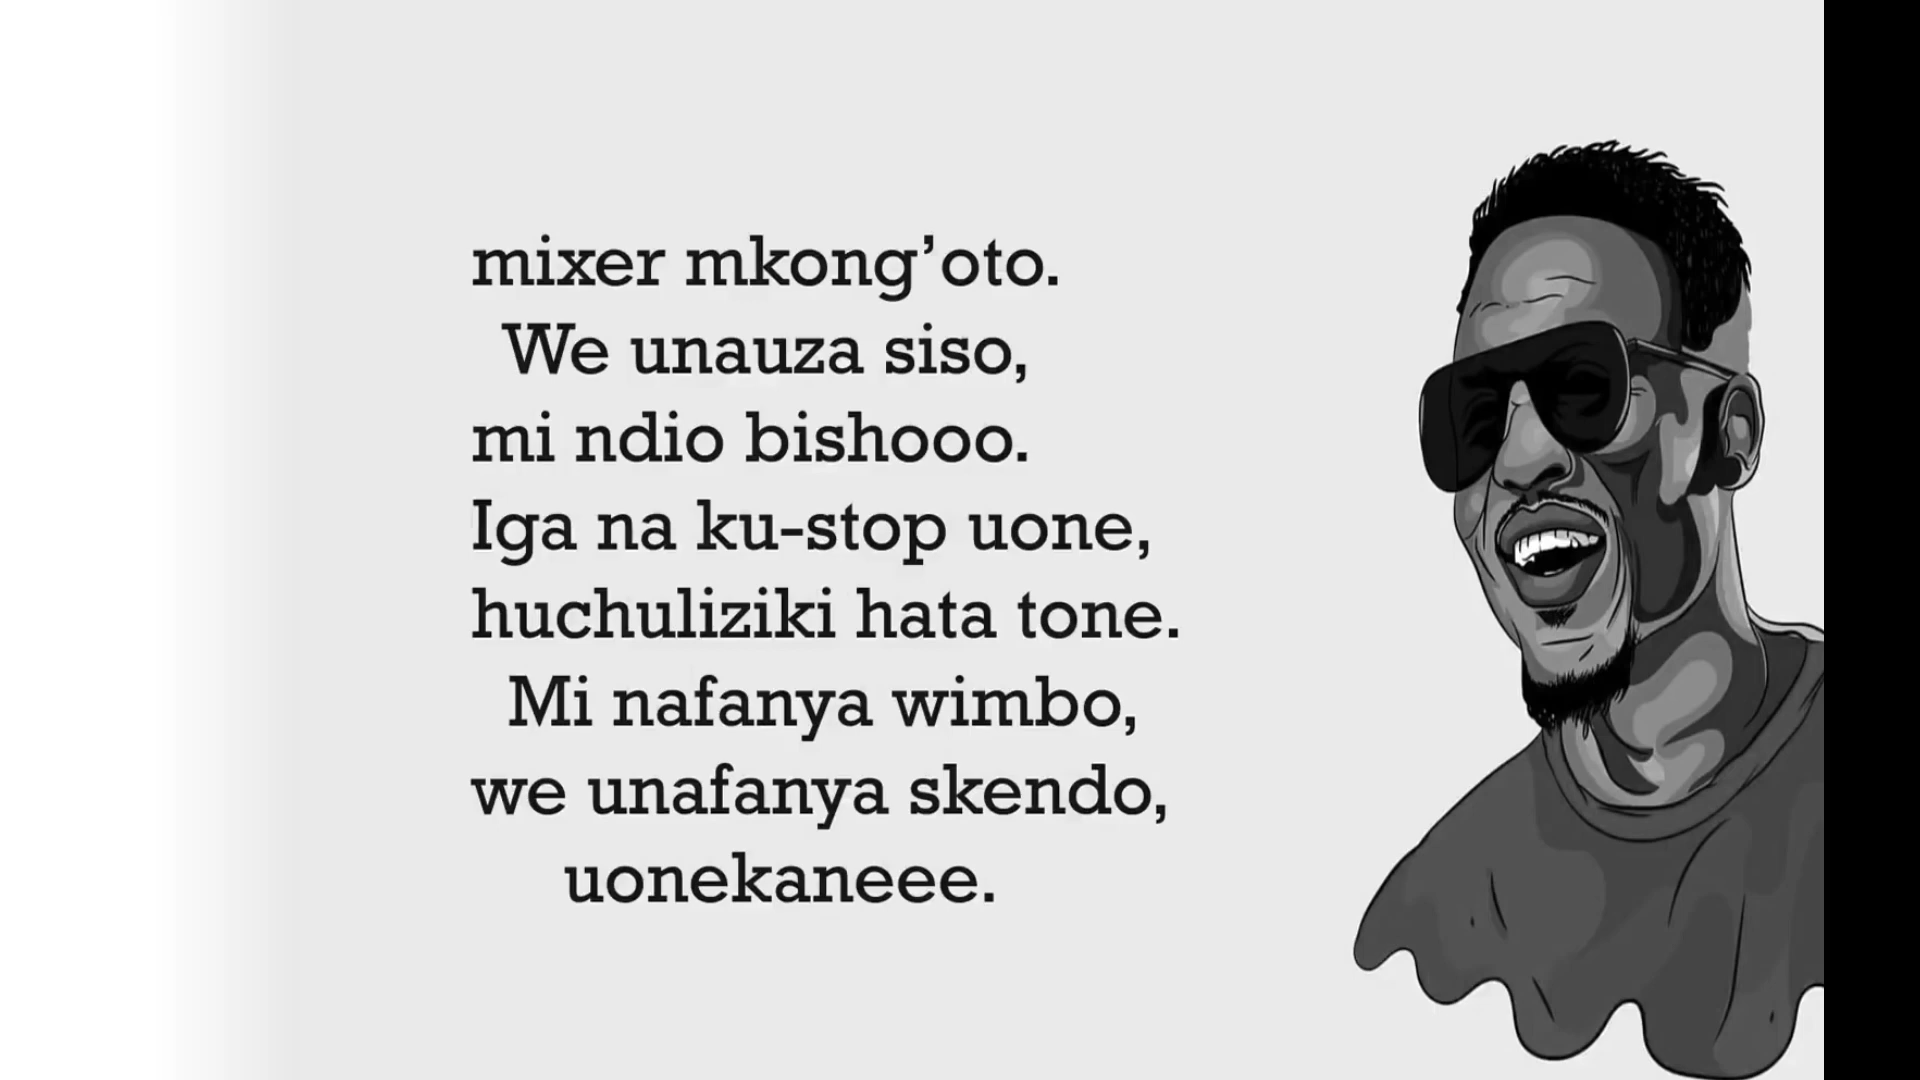 mixer mkong’oto.
We unauza siso,
mi ndio bishooo.
Iga na ku-stop uone,
huchuliziki hata tone.
Mi nafanya wimbo,
we unafanya skendo,
uonekaneee.